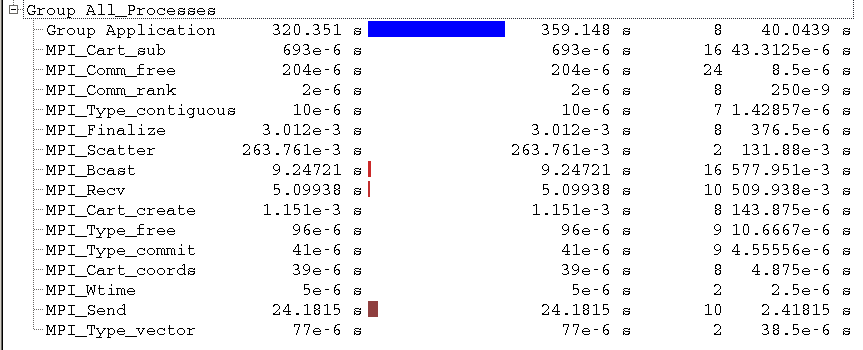 Group All_Processes
Group Application 320.351 s 359.148 s 8 40.0439 s
MPI_Cart_sub 693e-6 s 693e-6 s 16 43.3125e-6 s
MPI_Comm_free 204e-6 s 204e-6 s 24 8.5e-6 s
MPI_Comm_rank 2e-6 s 2e-6 s 8 250e-9 s
MPI_Type_contiguous 10e-6 s 10e-6 s 7 1.42857e-6 s
MPI_Finalize 3.012e-3 s 3.012e-3 s 8 376.5e-6 s
MPI_Scatter 263.761e-3 s 263.761e-3 s 2 131.88e-3 s
MPI_Bcast 9.24721 s 9.24721 s 16 577.951e-3 s
MPI_Recv 5.09938 s 5.09938 s 10 509.938e-3 s
MPI_Cart_create 1.151e-3 s 1.151e-3 s 8 143.875e-6 s
MPI_Type_free 96e-6 s 96e-6 s 9 10.6667e-6 s
MPI_Type_commit 41e-6 s 41e-6 s 9 4.55556e-6 s
MPI_Cart_coords 39e-6 s 39e-6 s 8 4.875e-6 s
MPI_Wtime 5e-6 s 5e-6 s 2 2.5e-6 s
MPI_Send 24.1815 s 24.1815 s 10 2.41815 s
MPI_Type_vector 77e-6 s 77e-6 s 2 38.5e-6 s